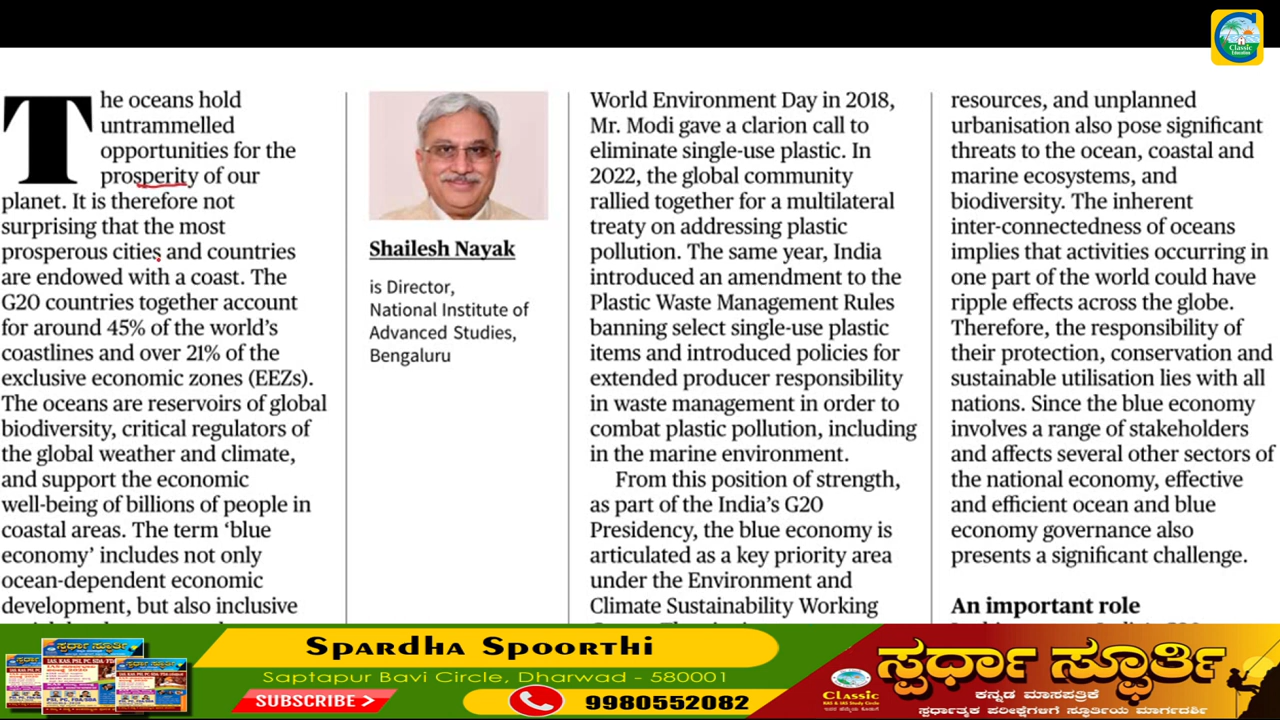 Classic
Education
The oceans hold
untrammelled
opportunities for the
prosperity of our
planet. It is therefore not
surprising that the most
prosperous cities and countries
are endowed with a coast. The
G20 countries together account
for around 45% of the world's
coastlines and over 21% of the
exclusive economic zones (EEZs).
The oceans are reservoirs of global
biodiversity, critical regulators of
the global weather and climate,
and support the economic
well-being of billions of people in
coastal areas. The term ‘blue
economy’ includes not only
ocean-dependent economic
development, but also inclusive
Shailesh Nayak
is Director,
National Institute of
Advanced Studies,
Bengaluru
World Environment Day in 2018,
Mr. Modi gave a clarion call to
eliminate single-use plastic. In
2022, the global community
rallied together for a multilateral
treaty on addressing plastic
pollution. The same year, India
introduced an amendment to the
Plastic Waste Management Rules
banning select single-use plastic
items and introduced policies for
extended producer responsibility
in waste management in order to
combat plastic pollution, including
in the marine environment.
From this position of strength,
as part of the India's G20
Presidency, the blue economy is
articulated as a key priority area
under the Environment and
Climate Sustainability Working
resources, and unplanned
urbanisation also pose significant
threats to the ocean, coastal and
marine ecosystems, and
biodiversity. The inherent
inter-connectedness of oceans
implies that activities occurring in
one part of the world could have
ripple effects across the globe.
Therefore, the responsibility of
their protection, conservation and
sustainable utilisation lies with all
nations. Since the blue economy
involves a range of stakeholders
and affects several other sectors of
the national economy, effective
and efficient ocean and blue
economy governance also
presents a significant challenge.
An important role
ಸ್ಪರ್ಧಾ ಸ್ಫೂರ್ತಿ
Spardha Spoorthi
Saptapur Bavi Circle, Dharwad - 580001
SUBSCRIBE
9980552082
ಸ್ಪರ್ಧಾ ಸ್ಫೂರ್ತಿ
Classic
KAS & IAS Study Circle
ಕನ್ನಡ ಮಾಸಪತ್ರಿಕೆ
ಸ್ಪರ್ಧಾತ್ಮಕ ಪರೀಕ್ಷೆಗಳಿಗೆ ಸ್ಫೂರ್ತಿಯ ಮಾರ್ಗದರ್ಶಿ